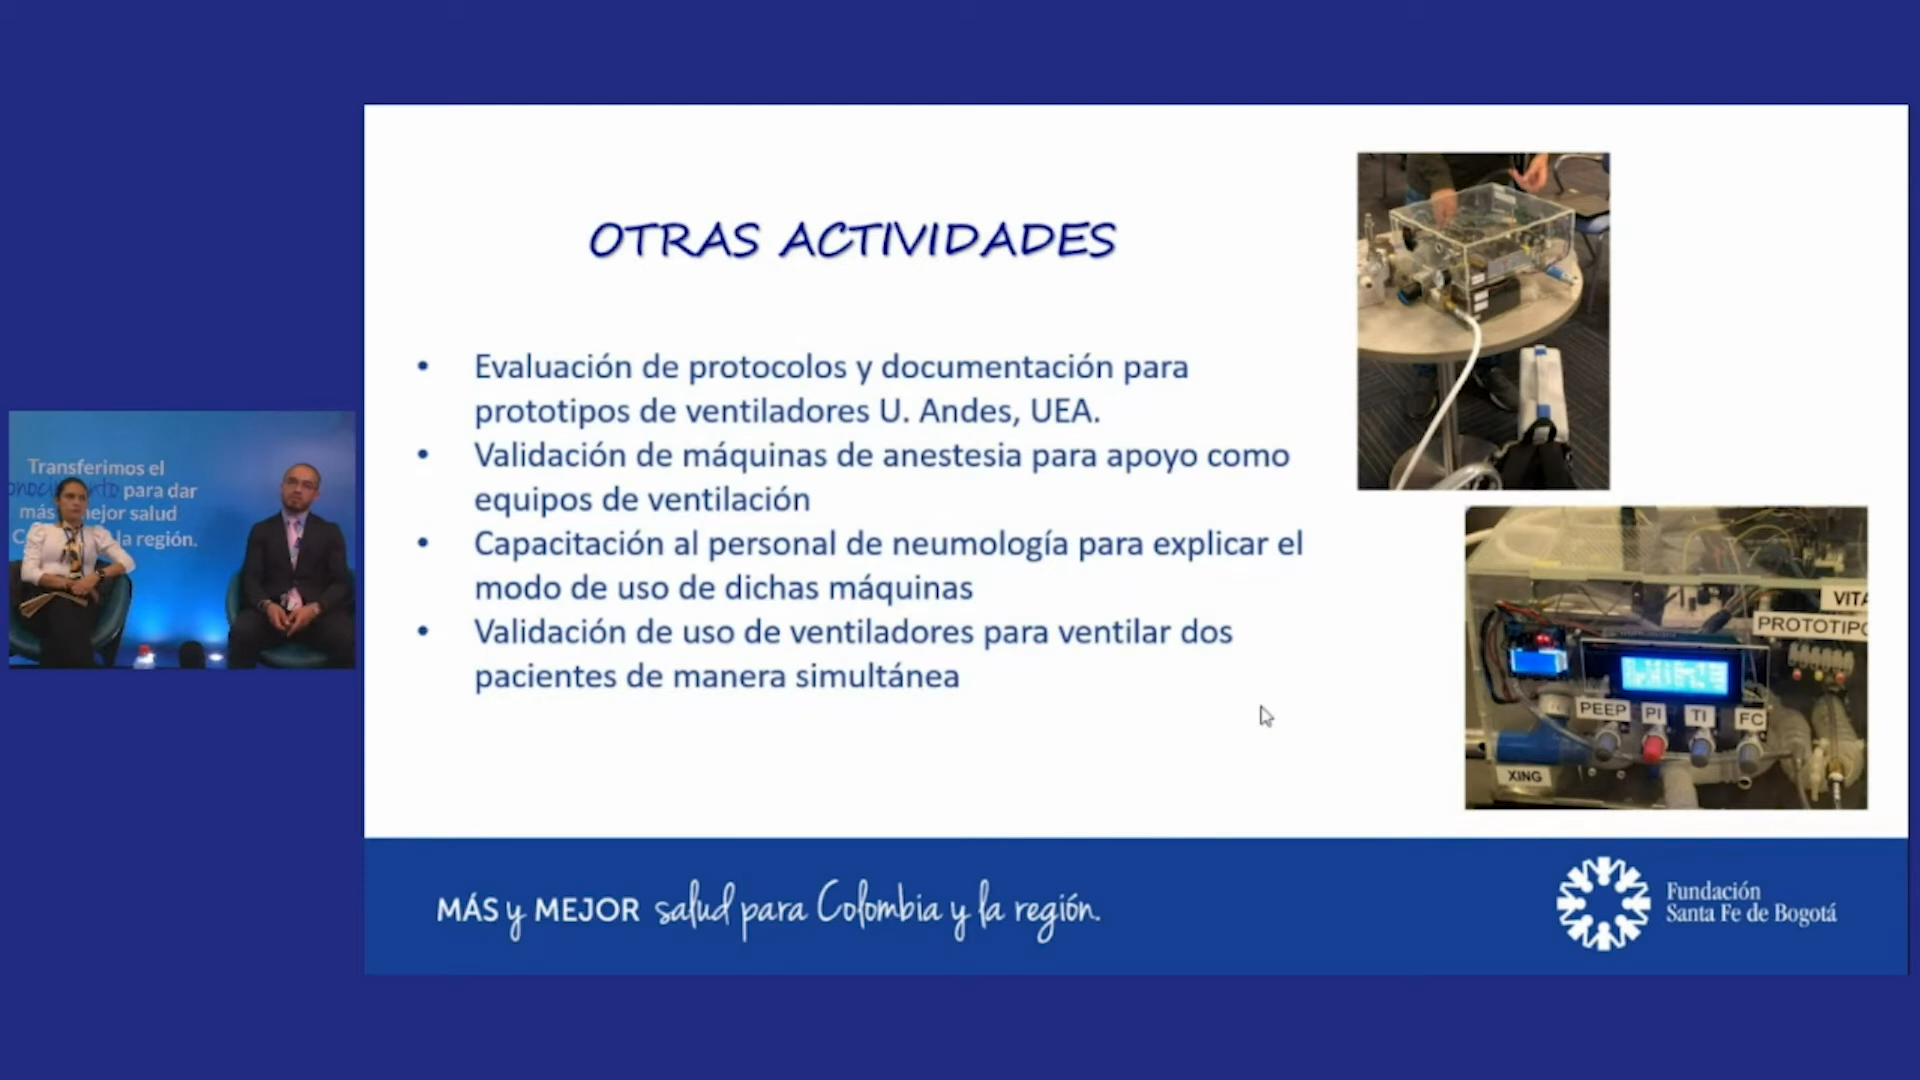 Transferimos el
para dar
más
mejor salud
la región.
OTRAS ACTIVIDADES
• Evaluación de protocolos y documentación para
prototipos de ventiladores U. Andes, UEA.
• Validación de máquinas de anestesia para apoyo como
equipos de ventilación
• Capacitación al personal de neumología para explicar el
modo de uso de dichas máquinas
• Validación de uso de ventiladores para ventilar dos
pacientes de manera simultánea
VITA
PROTOTIPO
PEEP PI TI FC
XING
MÁS y MEJOR salud para Colombia y la región.
Fundación
Santa Fe de Bogotá